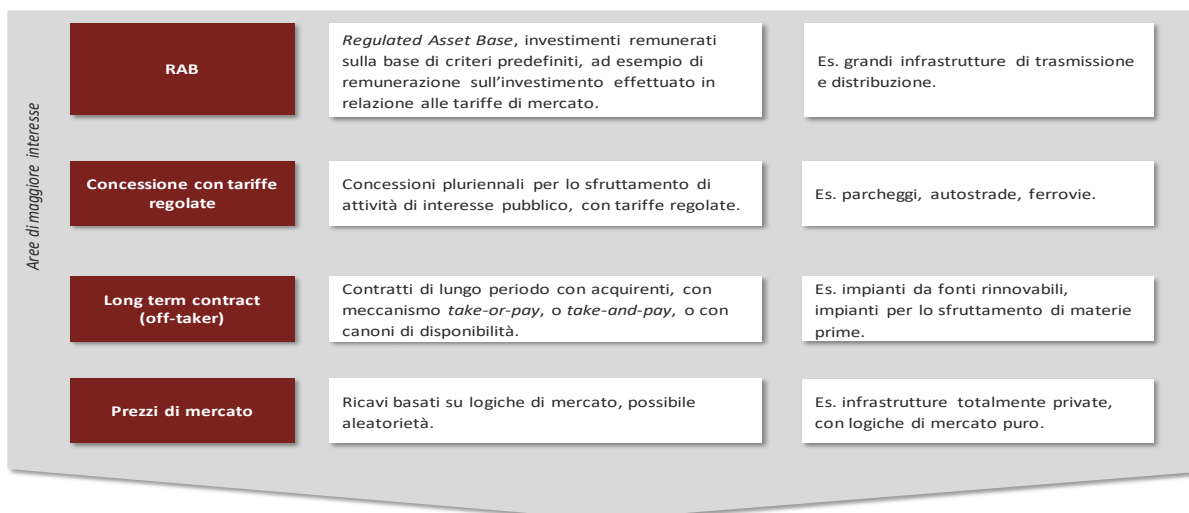 Aree di maggiore interesse
RAB
Regulated Asset Base, investimenti remunerati
sulla base di criteri predefiniti, ad esempio di
remunerazione sull'investimento effettuato in
relazione alle tariffe di mercato.
Es. grandi infrastrutture di trasmissione
e distribuzione.
Concessione con tariffe
regolate
Concessioni pluriennali per lo sfruttamento di
attività di interesse pubblico, con tariffe regolate.
Es. parcheggi, autostrade, ferrovie.
Long term contract
(off-taker)
Contratti di lungo periodo con acquirenti, con
meccanismo take-or-pay, o take-and-pay, o con
canoni di disponibilità.
Es. impianti da fonti rinnovabili,
impianti per lo sfruttamento di materie
prime.
Prezzi di mercato
Ricavi basati su logiche di mercato, possibile
aleatorietà.
Es. infrastrutture totalmente private,
con logiche di mercato puro.